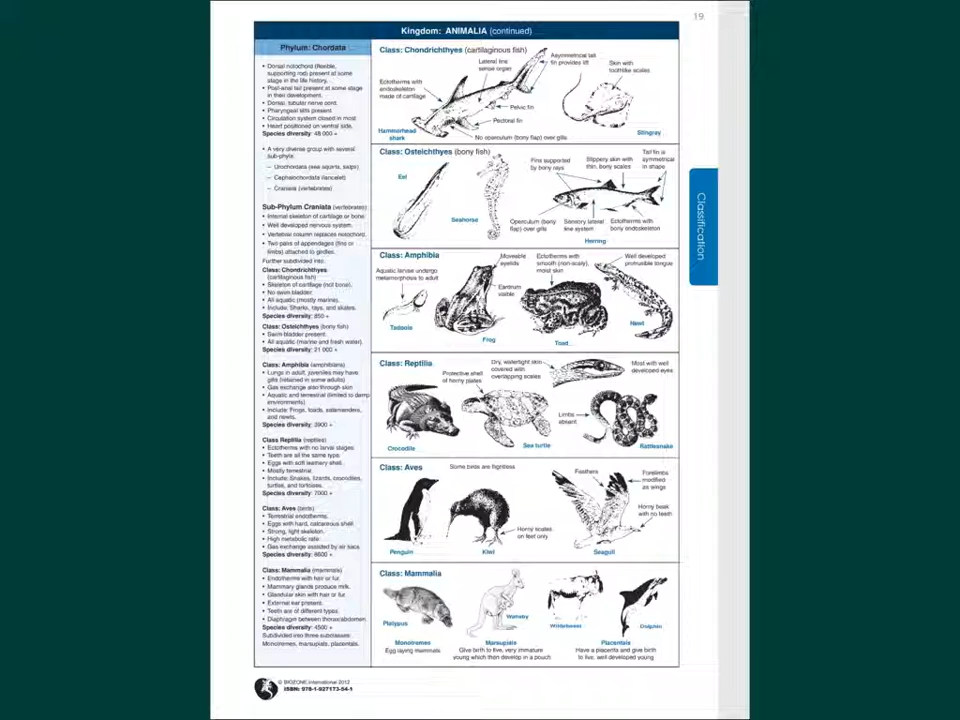 19
Kingdom: ANIMALIA (continued)
Phylum: Chordata
• Dorsal notochord (flexible,
supporting rod) present at some
stage in the life history.
• Post-anal tail present at some stage
in their development.
• Dorsal, tubular nerve cord.
• Pharyngeal slits present.
• Circulation system closed in most.
• Heart positioned on ventral side.
Species diversity: 48 000 +
• A very diverse group with several
sub-phyla:
– Urochordata (sea squirts, salps)
– Cephalochordata (lancelet)
– Craniata (vertebrates)
Sub-Phylum Craniata (vertebrates)
• Internal skeleton of cartilage or bone.
• Well developed nervous system.
• Vertebral column replaces notochord.
• Two pairs of appendages (fins or
limbs) attached to girdles.
Further subdivided into:
Class: Chondrichthyes
(cartilaginous fish)
• Skeleton of cartilage (not bone).
• No swim bladder.
• All aquatic (mostly marine).
• Include: Sharks, rays, and skates.
Species diversity: 850 +
Class: Osteichthyes (bony fish)
• Swim bladder present.
• All aquatic (marine and fresh water).
Species diversity: 21 000 +
Class: Amphibia (amphibians)
• Lungs in adult, juveniles may have
gills (retained in some adults).
• Gas exchange also through skin
• Aquatic and terrestrial (limited to damp
environments)
• Include: Frogs, toads, salamanders,
and newts.
Species diversity: 3900 +
Class Reptilia (reptiles)
• Ectotherms with no larval stages.
• Teeth are all the same type.
• Eggs with soft leathery shell.
• Mostly terrestrial.
• Include: Snakes, lizards, crocodiles,
turtles, and tortoises.
Species diversity: 7000 +
Class: Aves (birds)
• Terrestrial endotherms.
• Eggs with hard, calcareous shell.
• Strong, light skeleton.
• High metabolic rate.
• Gas exchange assisted by air sacs.
Species diversity: 8600 +
Class: Mammalia (mammals)
• Endotherms with hair or fur.
• Mammary glands produce milk.
• Glandular skin with hair or fur.
• External ear present.
• Teeth are of different types.
• Diaphragm between thorax/abdomen.
Species diversity: 4500 +
Subdivided into three subclasses:
Monotremes, marsupials, placentals.
Class: Chondrichthyes (cartilaginous fish)
Ectotherms with
endoskeleton
made of cartilage
Lateral line
sense organ
Asymmetrical tail
fin provides lift
Skin with
toothlike scales
Pelvic fin
Pectoral fin
Hammerhead
shark
No operculum (bony flap) over gills
Stingray
Class: Osteichthyes (bony fish)
Eel
Seahorse
Fins supported
by bony rays
Slippery skin with
thin, bony scales
Tail fin is
symmetrical
in shape
Operculum (bony
flap) over gills
Sensory lateral
line system
Ectotherms with
bony endoskeleton
Herring
Class: Amphibia
Aquatic larvae undergo
metamorphosis to adult
Moveable
eyelids
Eardrum
visible
Ectotherms with
smooth (non-scaly),
moist skin
Well developed
protrusible tongue
Tadpole
Frog
Toad
Newt
Class: Reptilia
Protective shell
of horny plates
Dry, watertight skin
covered with
overlapping scales
Most with well
developed eyes
Limbs
absent
Crocodile
Sea turtle
Rattlesnake
Class: Aves
Some birds are flightless
Feathers
Forelimbs
modified
as wings
Horny beak
with no teeth
Horny scales
on feet only
Penguin
Kiwi
Seagull
Class: Mammalia
Platypus
Wallaby
Wildebeest
Dolphin
Monotremes
Egg laying mammals
Marsupials
Give birth to live, very immature
young which then develop in a pouch
Placentals
Have a placenta and give birth
to live, well developed young
Classification
© BIOZONE International 2012
ISBN: 978-1-927173-54-1